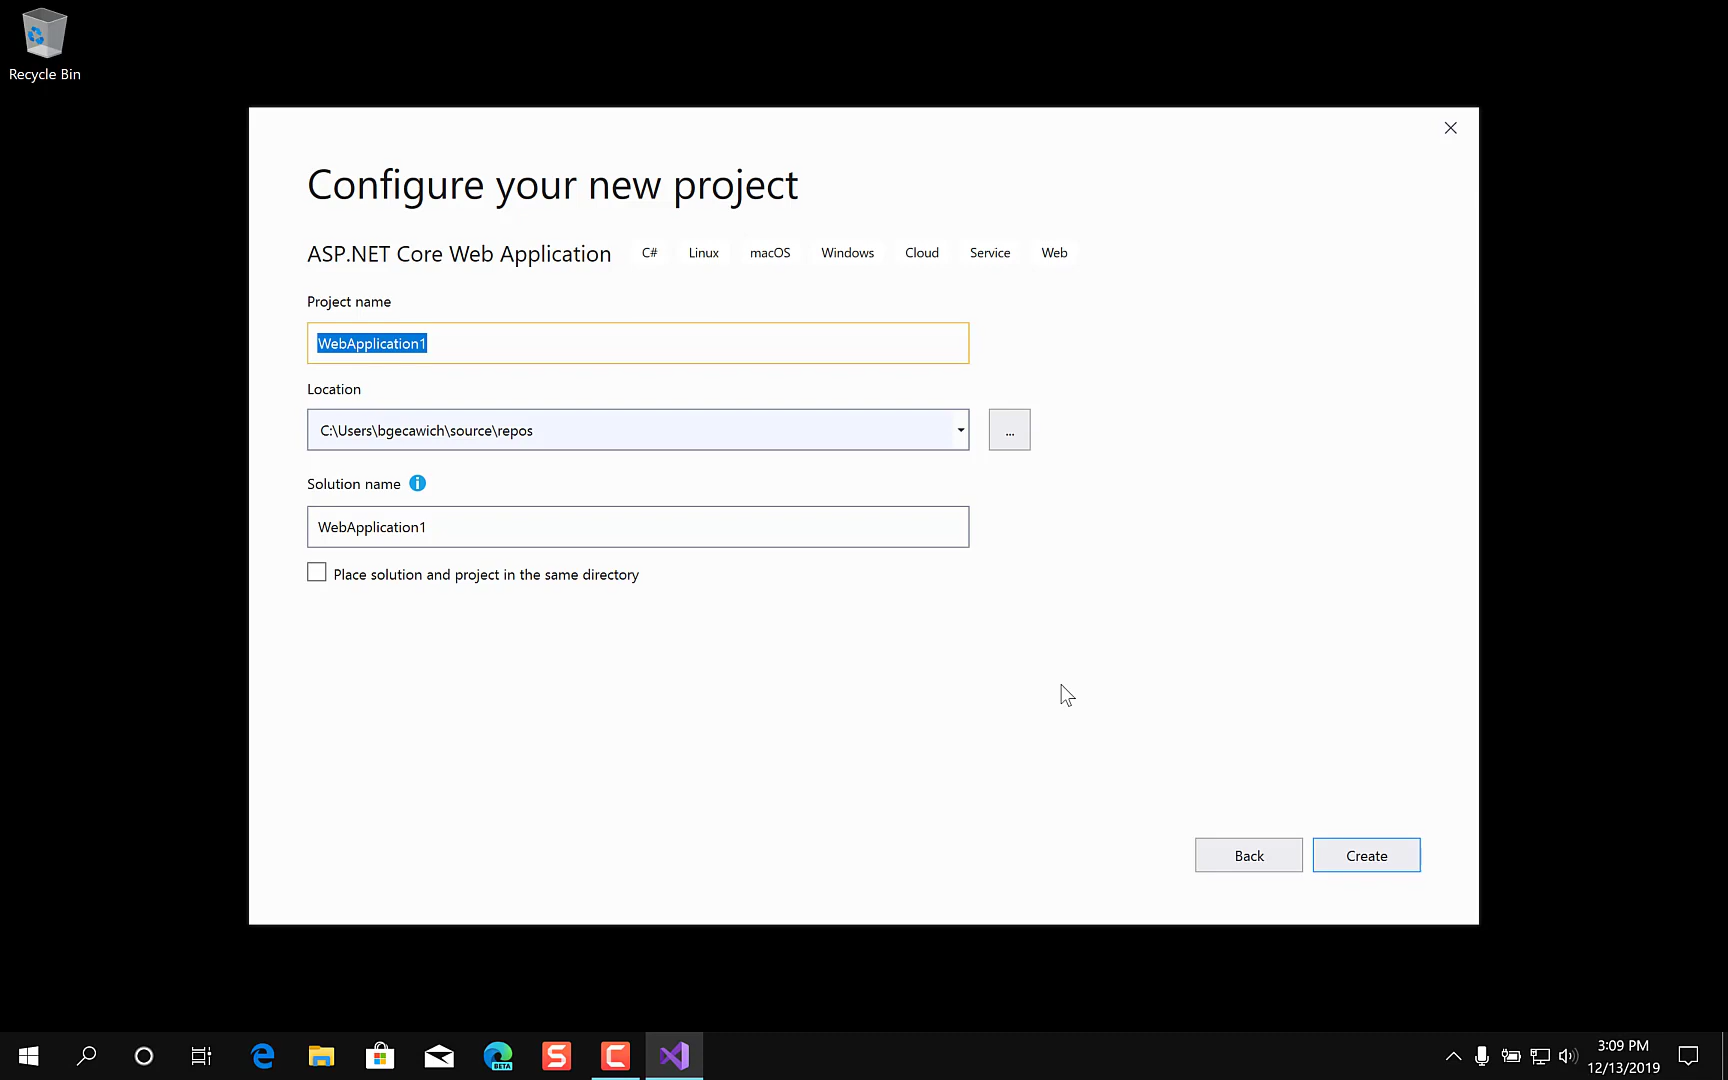 Recycle Bin
Configure your new project
ASP.NET Core Web Application C# Linux macOS Windows Cloud Service Web
Project name
WebApplication1
Location
C:\Users\bgecawich\source\repos
...
Solution name
WebApplication1
Place solution and project in the same directory
Back Create
BETA
3:09 PM
12/13/2019